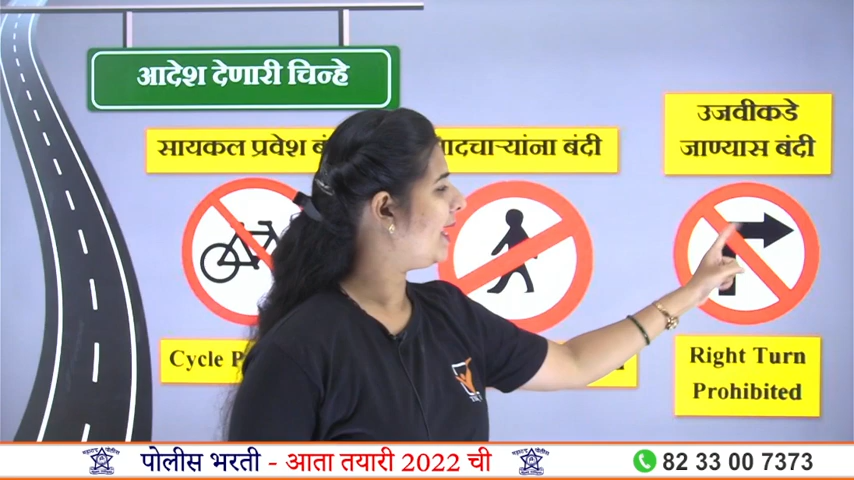 आदेश देणारी चिन्हे
सायकल प्रवेश
उजवीकडे
जाण्यास बंदी
बंदी
Cycle
Right Turn
Prohibited
पोलीस भरती - आता तयारी 2022 ची
82 33 00 7373